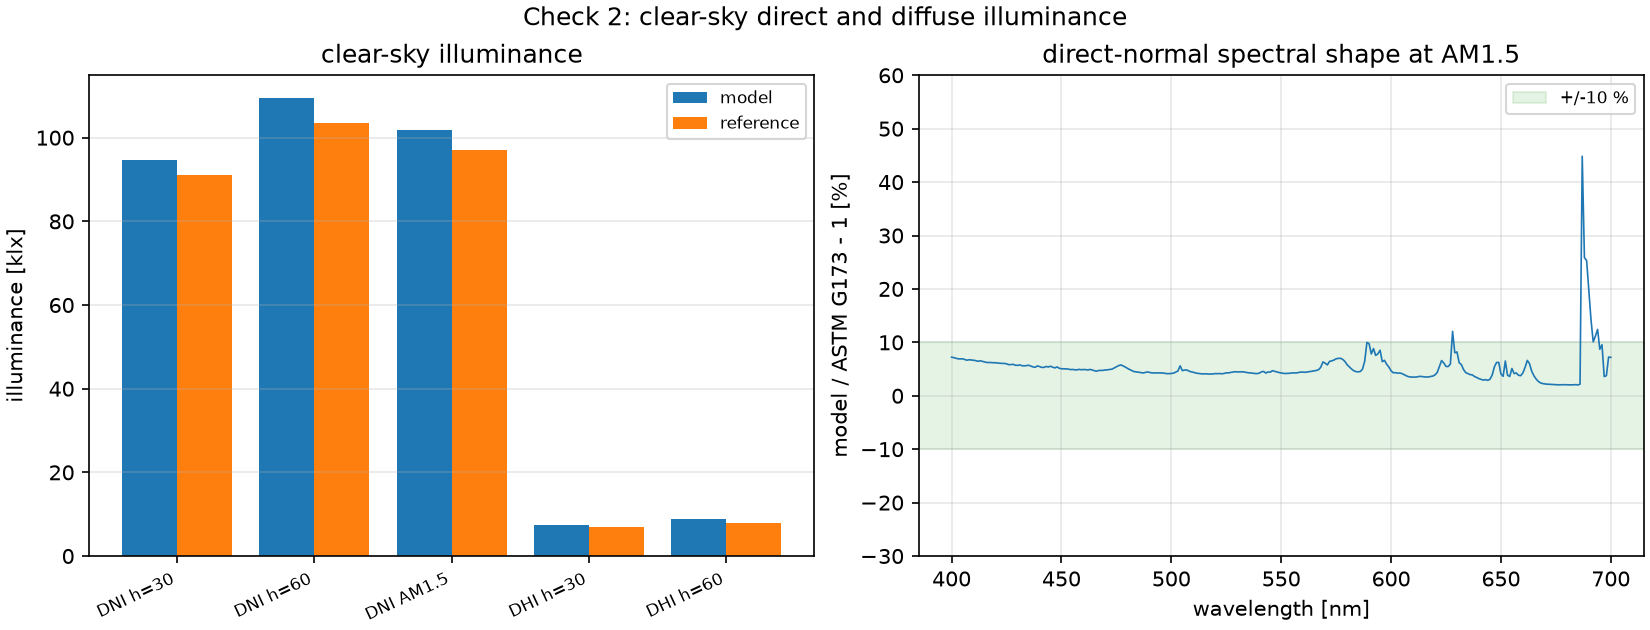 Check 2: clear-sky direct and diffuse illuminance
clear-sky illuminance
illuminance [klx]
100
80
60
40
20
0
model
reference
DNI h=30
DNI h=60
DNI AM1.5
DHI h=30
DHI h=60
direct-normal spectral shape at AM1.5
model / ASTM G173 - 1 [%]
60
50
40
30
20
10
0
−10
−20
−30
+/-10 %
400
450
500
550
600
650
700
wavelength [nm]